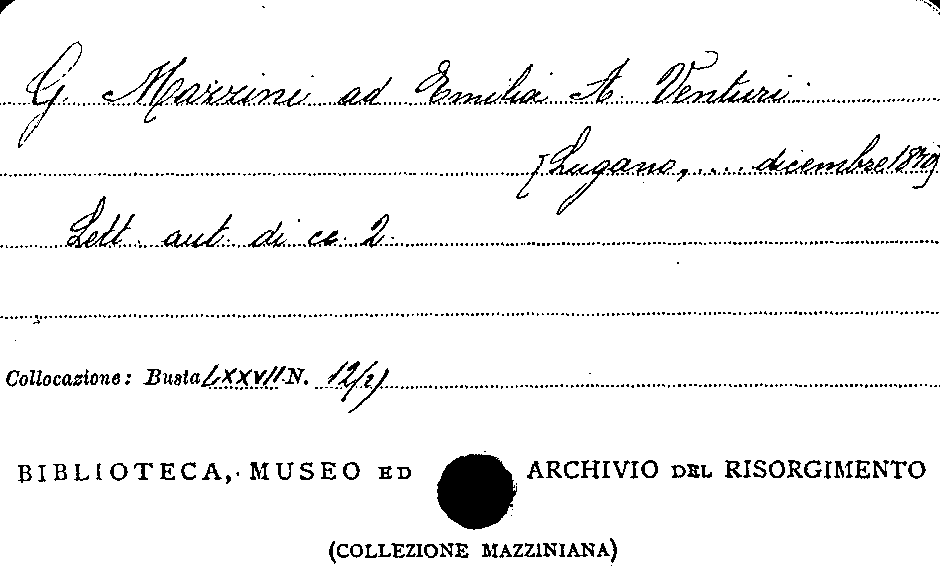 G. Mazzini ad Emilia A. Venturi.
[Lugano, .... dicembre 1870]
Lett. aut. di cc. 2.
Collocazione: Busta LXXVII N. 12/2)
BIBLIOTECA, MUSEO ED ARCHIVIO DEL RISORGIMENTO
(COLLEZIONE MAZZINIANA)